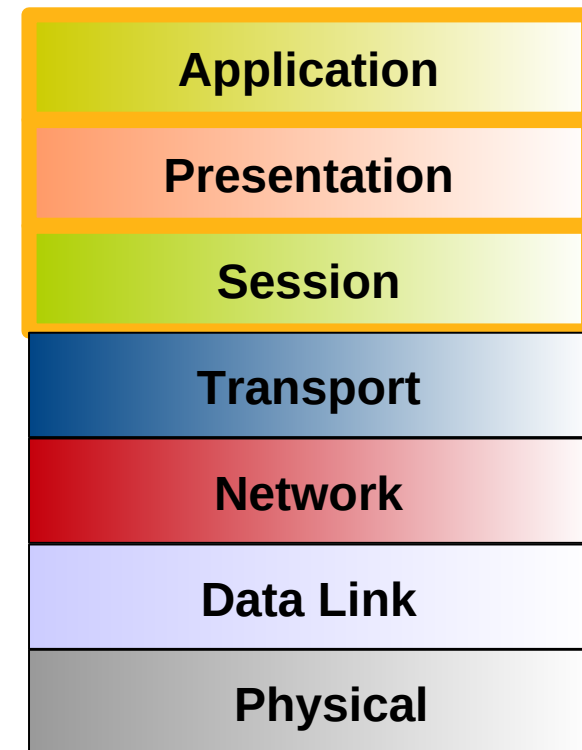 Application
Presentation
Session
Transport
Network
Data Link
Physical